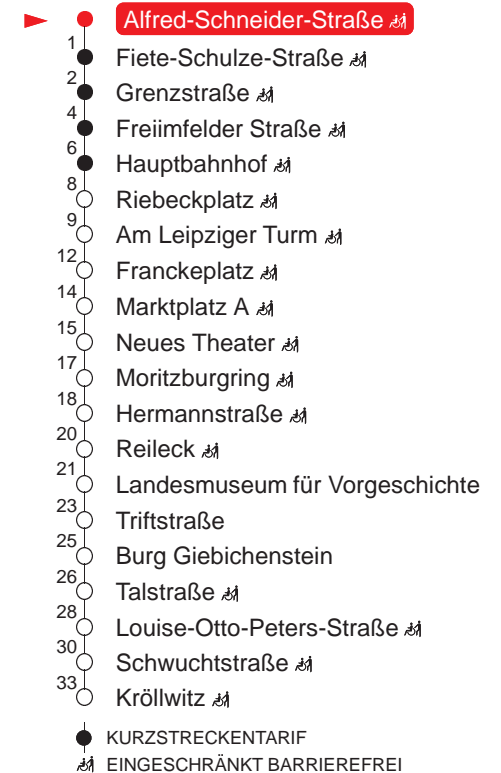 Alfred-Schneider-Straße
1 Fiete-Schulze-Straße
2 Grenzstraße
4 Freiimfelder Straße
6 Hauptbahnhof
8 Riebeckplatz
9 Am Leipziger Turm
12 Franckeplatz
14 Marktplatz A
15 Neues Theater
17 Moritzburgring
18 Hermannstraße
20 Reileck
21 Landesmuseum für Vorgeschichte
23 Triftstraße
25 Burg Giebichenstein
26 Talstraße
28 Louise-Otto-Peters-Straße
30 Schwuchtstraße
33 Kröllwitz
KURZSTRECKENTARIF
EINGESCHRÄNKT BARRIEREFREI